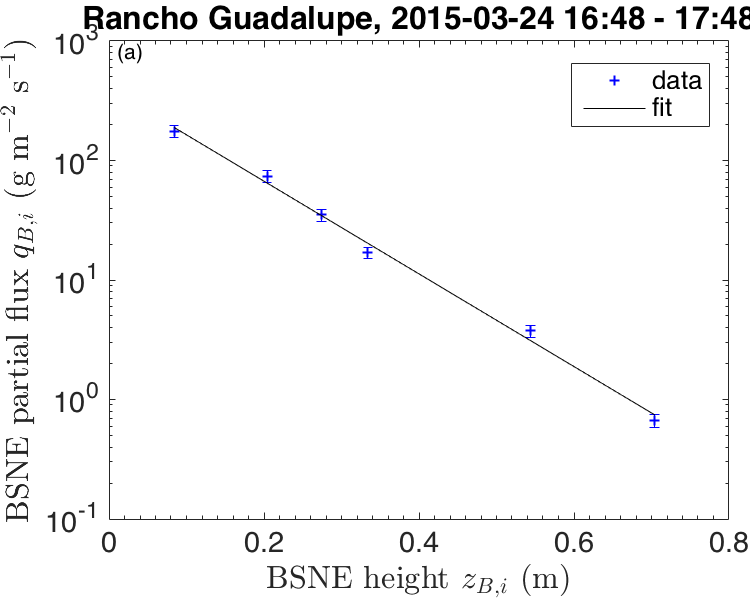 Rancho Guadalupe, 2015-03-24 16:48 - 17:48
(a)
data
fit
10^3
10^2
10^1
10^0
10^-1
BSNE partial flux q_{B,i} (g m^{-2} s^{-1})
0 0.2 0.4 0.6 0.8
BSNE height z_{B,i} (m)